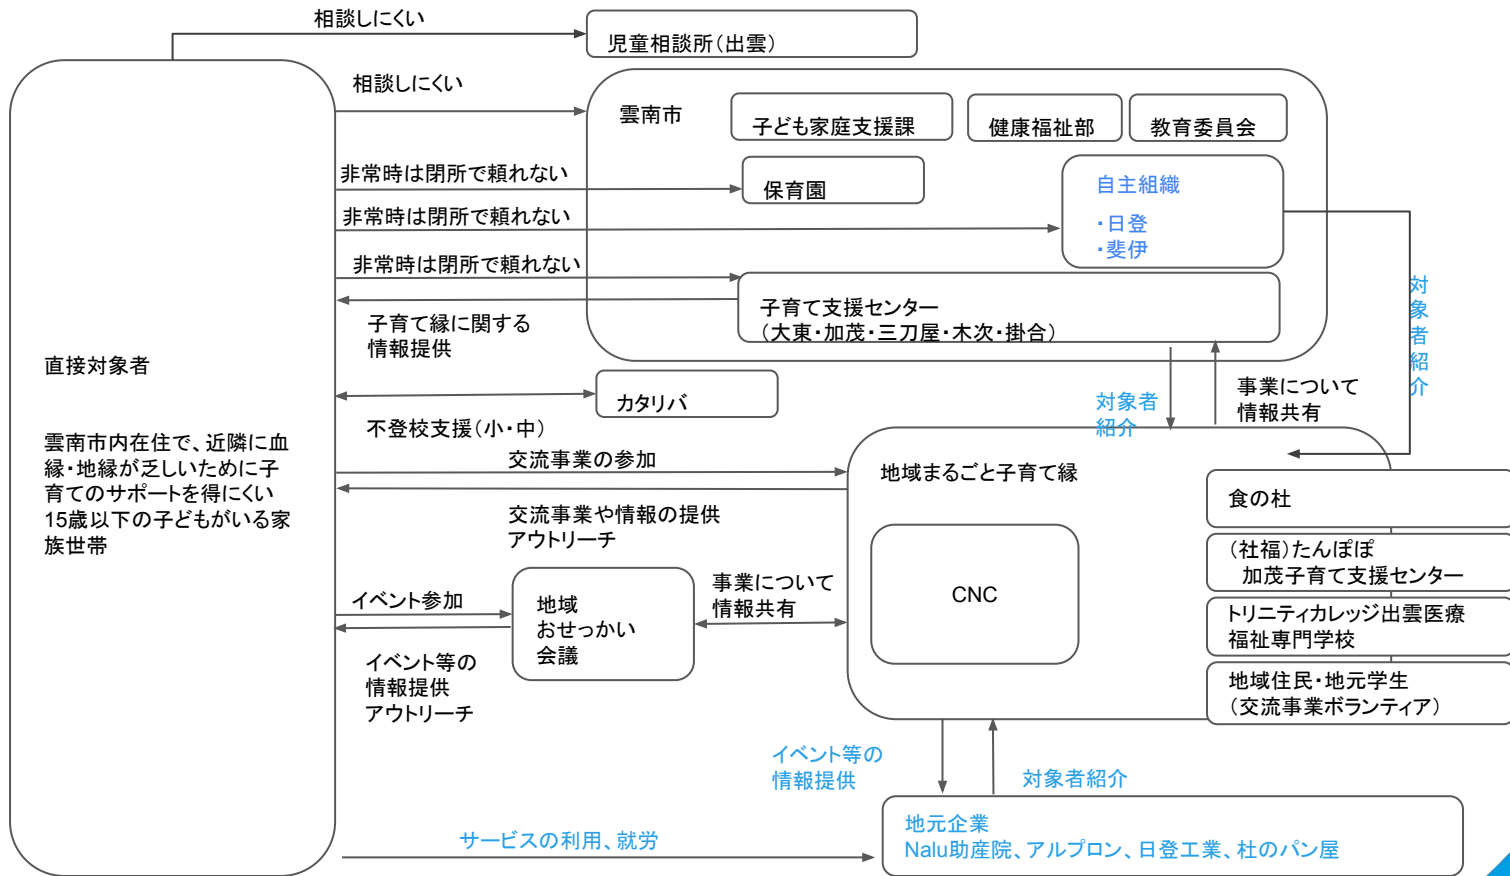 相談しにくい
児童相談所（出雲）
相談しにくい
雲南市
子ども家庭支援課
健康福祉部
教育委員会
非常時は閉所で頼れない
保育園
自主組織
・日登
・斐伊
非常時は閉所で頼れない
非常時は閉所で頼れない
子育て支援センター
（大東・加茂・三刀屋・木次・掛合）
対象者紹介
子育て縁に関する
情報提供
直接対象者
雲南市内在住で、近隣に血
縁・地縁が乏しいために子
育てのサポートを得にくい
15歳以下の子どもがいる家
族世帯
カタリバ
不登校支援（小・中）
対象者
紹介
事業について
情報共有
交流事業の参加
交流事業や情報の提供
アウトリーチ
地域まるごと子育て縁
CNC
食の杜
（社福）たんぽぽ
加茂子育て支援センター
トリニティカレッジ出雲医療
福祉専門学校
地域住民・地元学生
（交流事業ボランティア）
イベント参加
地域
おせっかい
会議
事業について
情報共有
イベント等の
情報提供
アウトリーチ
イベント等の
情報提供
対象者紹介
サービスの利用、就労
地元企業
Nalu助産院、アルプロン、日登工業、杜のパン屋